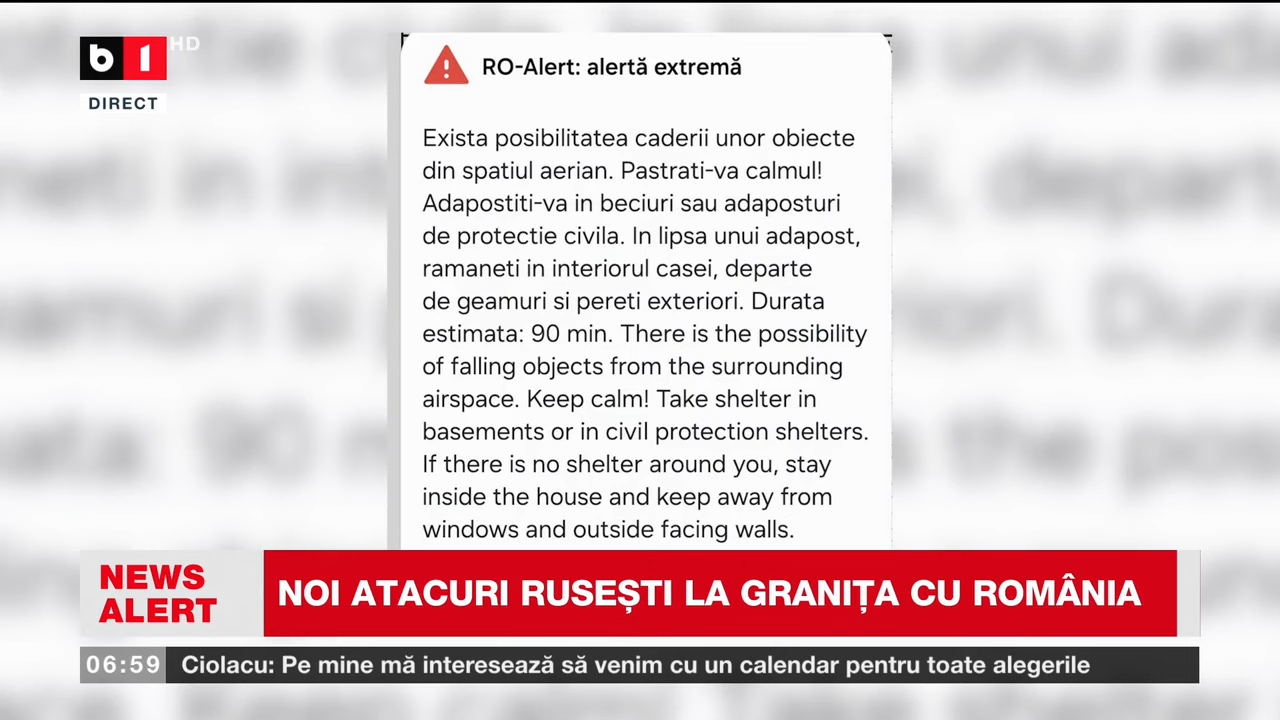 b1 HD
DIRECT
RO-Alert: alertă extremă
Exista posibilitatea caderii unor obiecte
din spatiul aerian. Pastrati-va calmul!
Adapostiti-va in beciuri sau adaposturi
de protectie civila. In lipsa unui adapost,
ramaneti in interiorul casei, departe
de geamuri si pereti exteriori. Durata
estimata: 90 min. There is the possibility
of falling objects from the surrounding
airspace. Keep calm! Take shelter in
basements or in civil protection shelters.
If there is no shelter around you, stay
inside the house and keep away from
windows and outside facing walls.
NEWS
ALERT
NOI ATACURI RUSEȘTI LA GRANIȚA CU ROMÂNIA
06:59 Ciolacu: Pe mine mă interesează să venim cu un calendar pentru toate alegerile